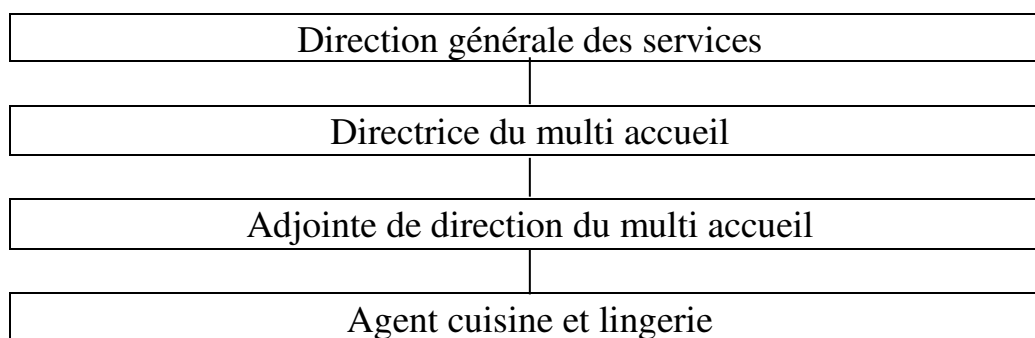 Direction générale des services
Directrice du multi accueil
Adjointe de direction du multi accueil
Agent cuisine et lingerie